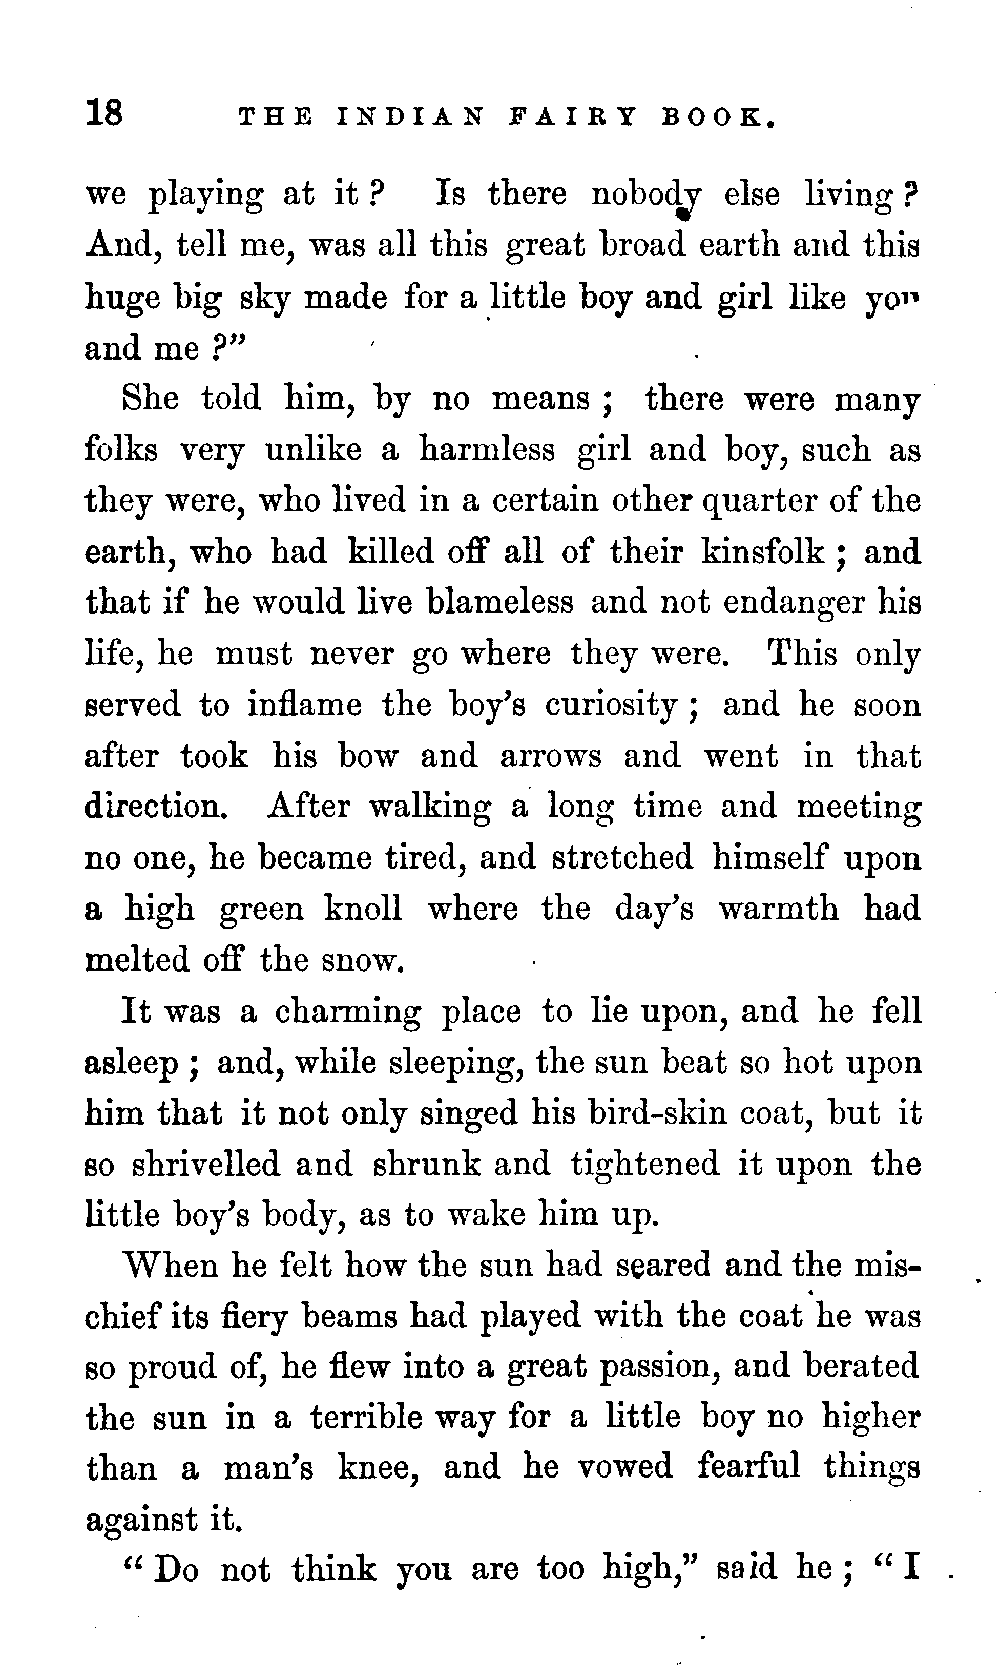 18 THE INDIAN FAIRY BOOK.
we playing at it ? Is there nobody else living ?
And, tell me, was all this great broad earth and this
huge big sky made for a little boy and girl like you
and me ?”
She told him, by no means ; there were many
folks very unlike a harmless girl and boy, such as
they were, who lived in a certain other quarter of the
earth, who had killed off all of their kinsfolk ; and
that if he would live blameless and not endanger his
life, he must never go where they were. This only
served to inflame the boy’s curiosity ; and he soon
after took his bow and arrows and went in that
direction. After walking a long time and meeting
no one, he became tired, and stretched himself upon
a high green knoll where the day’s warmth had
melted off the snow.
It was a charming place to lie upon, and he fell
asleep ; and, while sleeping, the sun beat so hot upon
him that it not only singed his bird-skin coat, but it
so shrivelled and shrunk and tightened it upon the
little boy’s body, as to wake him up.
When he felt how the sun had seared and the mis-
chief its fiery beams had played with the coat he was
so proud of, he flew into a great passion, and berated
the sun in a terrible way for a little boy no higher
than a man’s knee, and he vowed fearful things
against it.
“ Do not think you are too high,” said he ; “ I